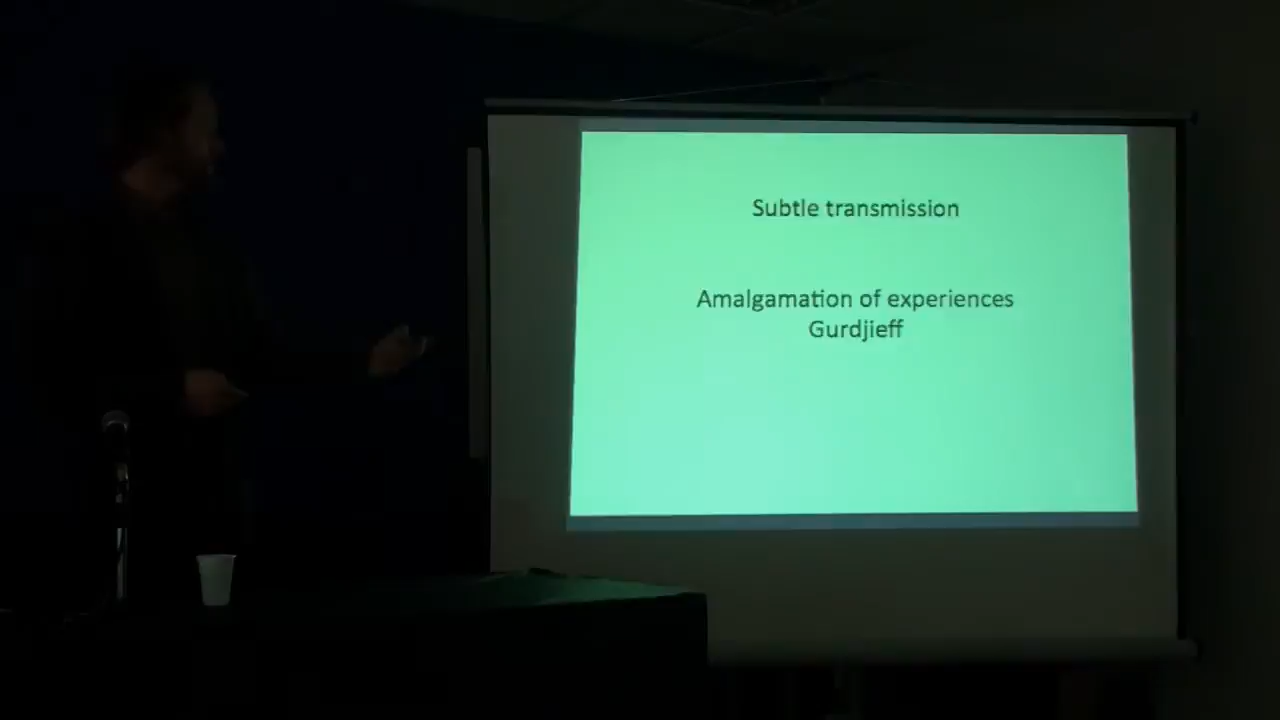 Subtle transmission
Amalgamation of experiences
Gurdjieff